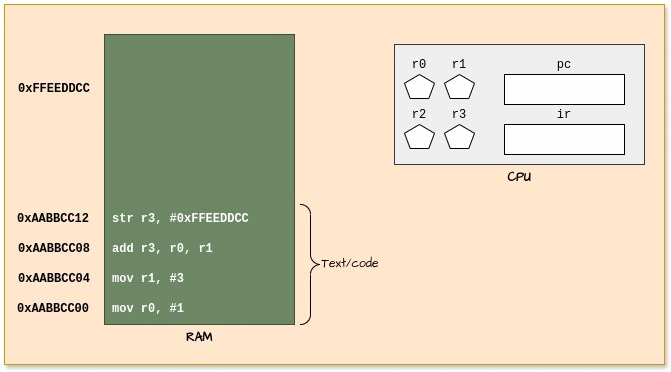 0xFFEEDDCC
0xAABBCC12 str r3, #0xFFEEDDCC
0xAABBCC08 add r3, r0, r1
0xAABBCC04 mov r1, #3
0xAABBCC00 mov r0, #1
RAM
Text/code
r0 r1 pc
r2 r3 ir
CPU